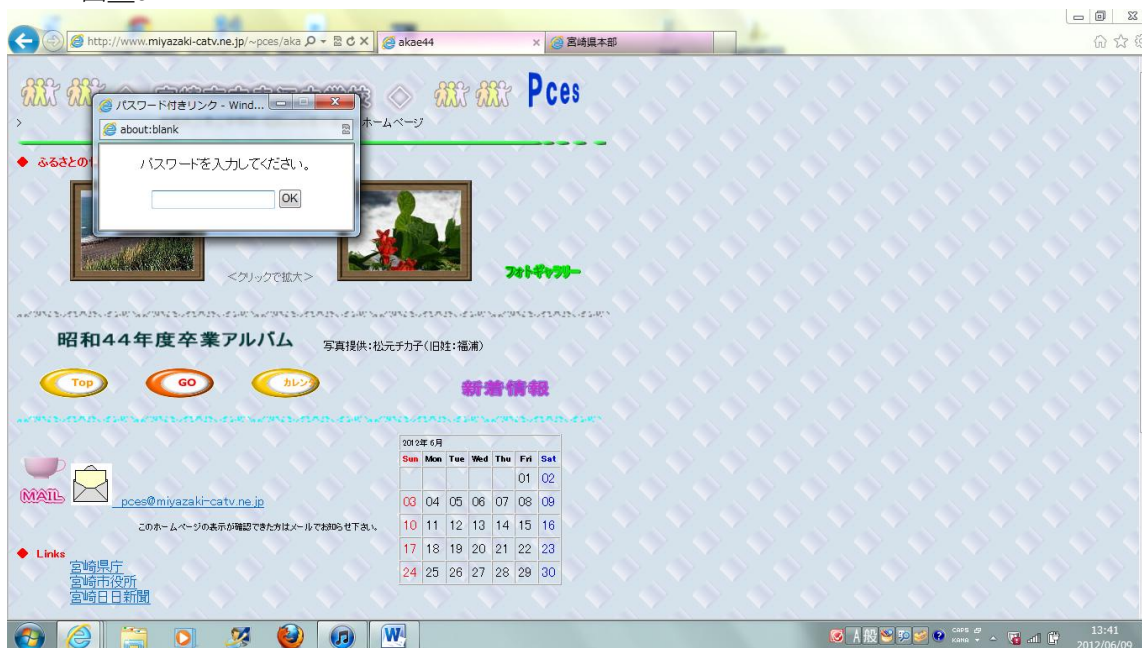 http://www.miyazaki-catv.ne.jp/~pces/aka
akae44
宮崎県本部
Pces
パスワード付きリンク - Wind...
about:blank
ホームページ
>
パスワードを入力してください。
OK
<クリックで拡大>
フォトギャラリー
昭和44年度卒業アルバム
写真提供:松元チカ子(旧姓:福浦)
Top
GO
カレン
新着情報
2012年 6月
Sun Mon Tue Wed Thu Fri Sat
01 02
03 04 05 06 07 08 09
10 11 12 13 14 15 16
17 18 19 20 21 22 23
24 25 26 27 28 29 30
MAIL
pces@miyazaki-catv.ne.jp
このホームページの表示が確認できた方はメールでお知らせ下さい。
Links
宮崎県庁
宮崎市役所
宮崎日日新聞
A 般
CAPS
KANA
13:41
2012/06/09